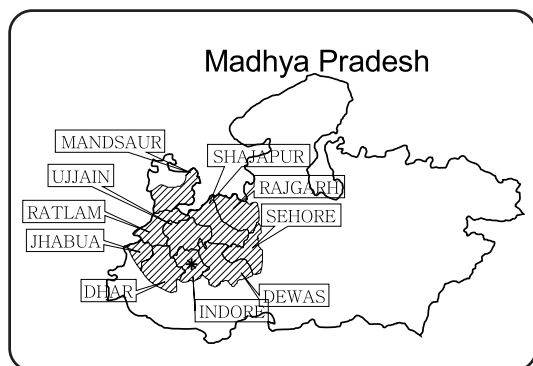 Madhya Pradesh
MANDSAUR
SHAJAPUR
UJJAIN
RAJGARH
RATLAM
SEHORE
JHABUA
DHAR
DEWAS
INDORE